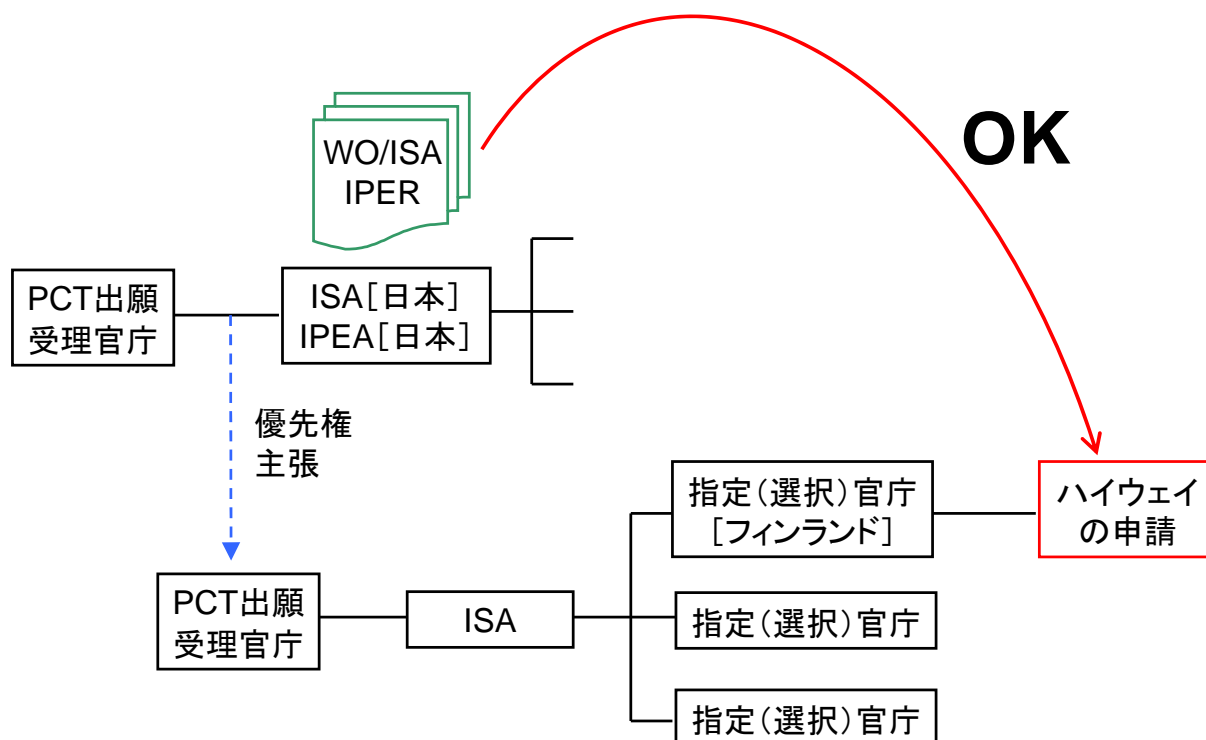 WO/ISA
IPER
OK
PCT出願
受理官庁
ISA[日本]
IPEA[日本]
優先権
主張
指定(選択)官庁
[フィンランド]
ハイウェイ
の申請
PCT出願
受理官庁
ISA
指定(選択)官庁
指定(選択)官庁